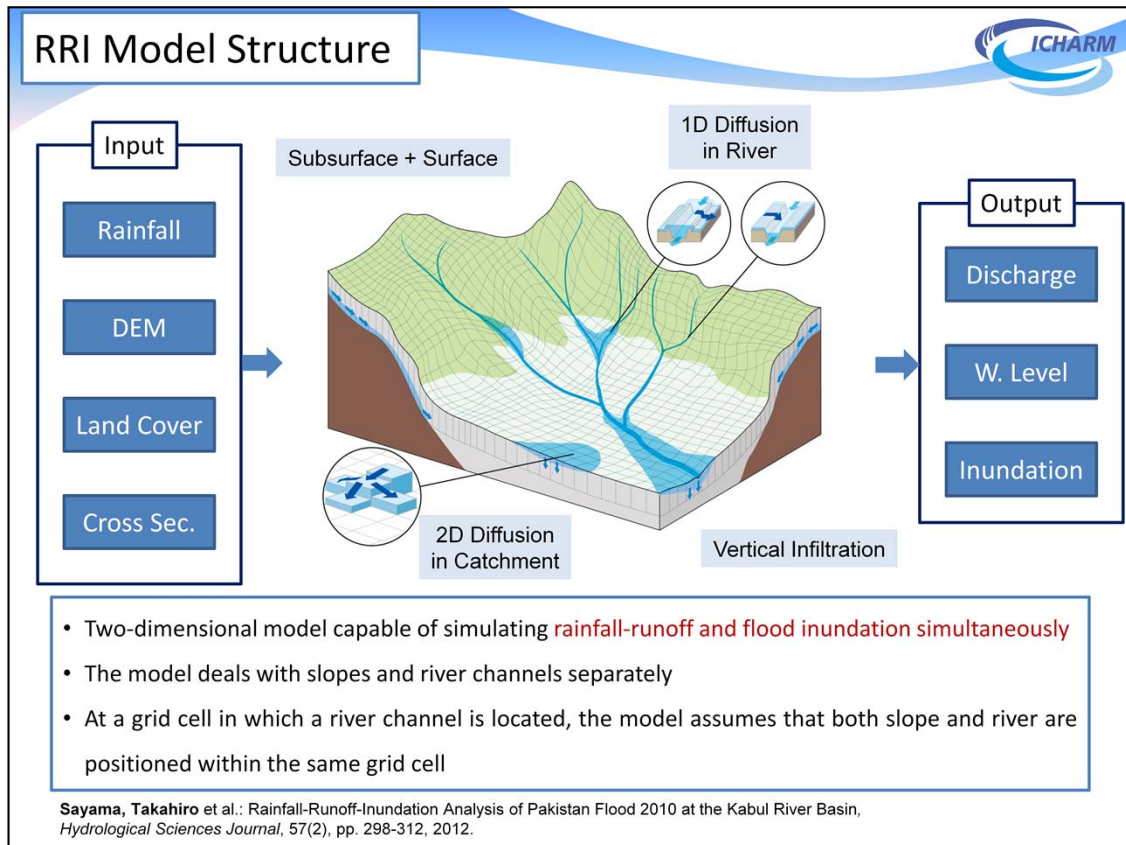 RRI Model Structure
ICHARM
Input
Rainfall
DEM
Land Cover
Cross Sec.
Subsurface + Surface
1D Diffusion
in River
2D Diffusion
in Catchment
Vertical Infiltration
Output
Discharge
W. Level
Inundation
• Two-dimensional model capable of simulating rainfall-runoff and flood inundation simultaneously
• The model deals with slopes and river channels separately
• At a grid cell in which a river channel is located, the model assumes that both slope and river are
positioned within the same grid cell
Sayama, Takahiro et al.: Rainfall-Runoff-Inundation Analysis of Pakistan Flood 2010 at the Kabul River Basin,
Hydrological Sciences Journal, 57(2), pp. 298-312, 2012.